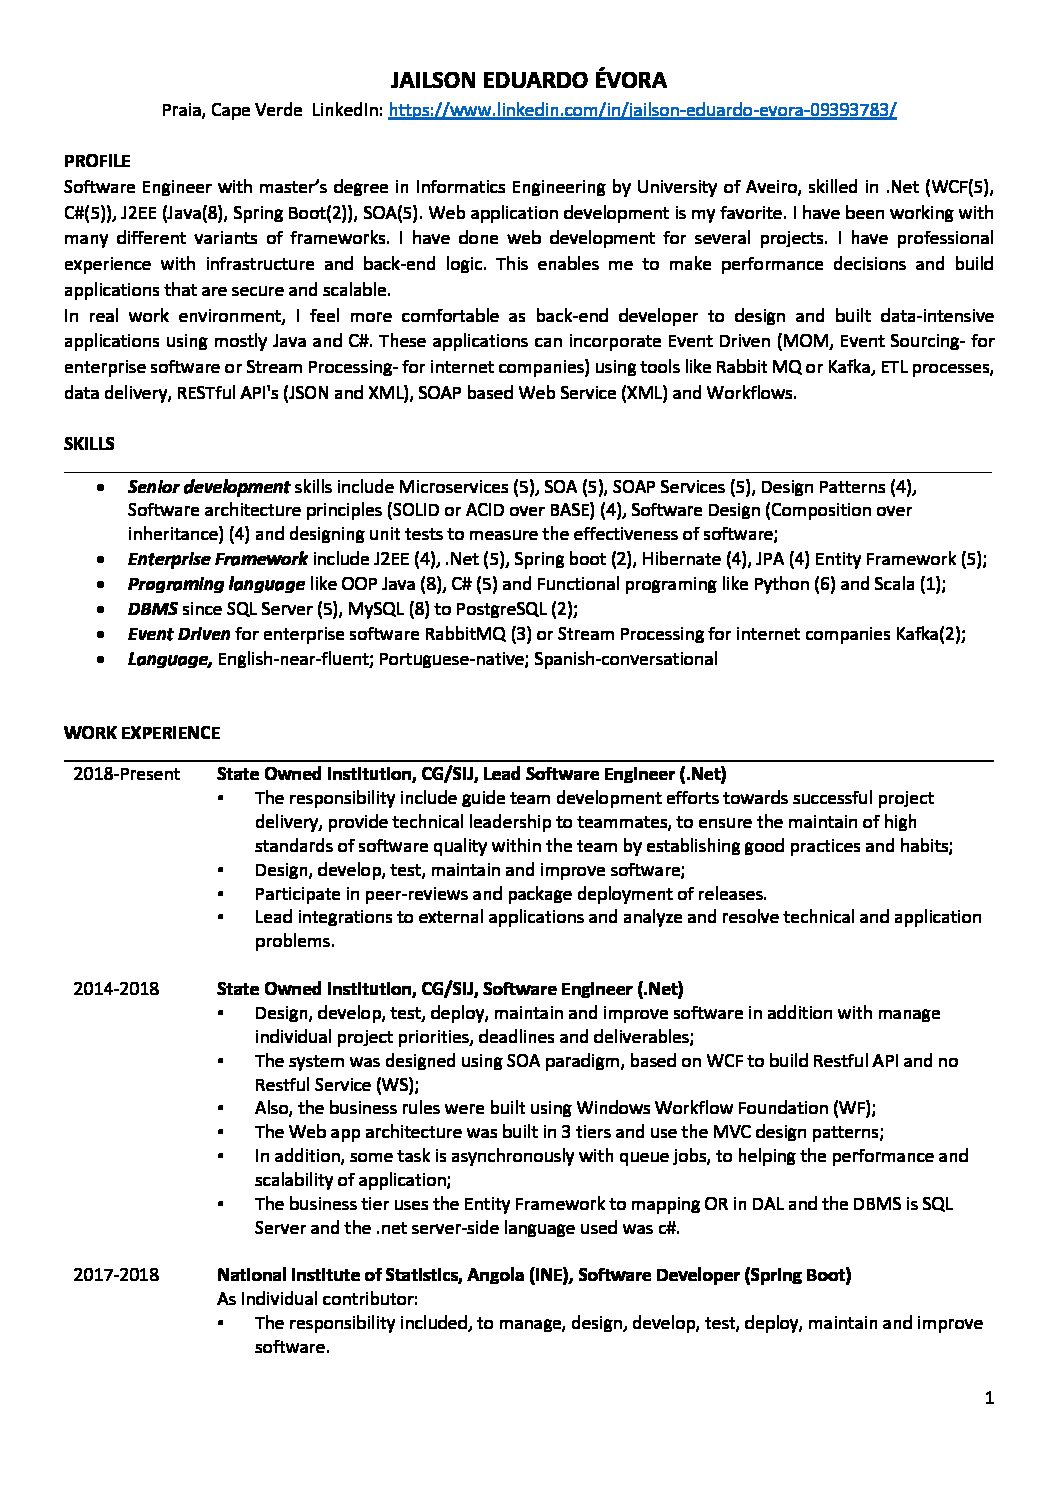 JAILSON EDUARDO ÉVORA
Praia, Cape Verde LinkedIn: https://www.linkedin.com/in/jailson-eduardo-evora-09393783/
PROFILE
Software Engineer with master’s degree in Informatics Engineering by University of Aveiro, skilled in .Net (WCF(5),
C#(5)), J2EE (Java(8), Spring Boot(2)), SOA(5). Web application development is my favorite. I have been working with
many different variants of frameworks. I have done web development for several projects. I have professional
experience with infrastructure and back-end logic. This enables me to make performance decisions and build
applications that are secure and scalable.
In real work environment, I feel more comfortable as back-end developer to design and built data-intensive
applications using mostly Java and C#. These applications can incorporate Event Driven (MOM, Event Sourcing- for
enterprise software or Stream Processing- for internet companies) using tools like Rabbit MQ or Kafka, ETL processes,
data delivery, RESTful API's (JSON and XML), SOAP based Web Service (XML) and Workflows.
SKILLS
• Senior development skills include Microservices (5), SOA (5), SOAP Services (5), Design Patterns (4),
Software architecture principles (SOLID or ACID over BASE) (4), Software Design (Composition over
inheritance) (4) and designing unit tests to measure the effectiveness of software;
• Enterprise Framework include J2EE (4), .Net (5), Spring boot (2), Hibernate (4), JPA (4) Entity Framework (5);
• Programing language like OOP Java (8), C# (5) and Functional programing like Python (6) and Scala (1);
• DBMS since SQL Server (5), MySQL (8) to PostgreSQL (2);
• Event Driven for enterprise software RabbitMQ (3) or Stream Processing for internet companies Kafka(2);
• Language, English-near-fluent; Portuguese-native; Spanish-conversational
WORK EXPERIENCE
2018-Present State Owned Institution, CG/SIJ, Lead Software Engineer (.Net)
▪ The responsibility include guide team development efforts towards successful project
delivery, provide technical leadership to teammates, to ensure the maintain of high
standards of software quality within the team by establishing good practices and habits;
▪ Design, develop, test, maintain and improve software;
▪ Participate in peer-reviews and package deployment of releases.
▪ Lead integrations to external applications and analyze and resolve technical and application
problems.
2014-2018 State Owned Institution, CG/SIJ, Software Engineer (.Net)
▪ Design, develop, test, deploy, maintain and improve software in addition with manage
individual project priorities, deadlines and deliverables;
▪ The system was designed using SOA paradigm, based on WCF to build Restful API and no
Restful Service (WS);
▪ Also, the business rules were built using Windows Workflow Foundation (WF);
▪ The Web app architecture was built in 3 tiers and use the MVC design patterns;
▪ In addition, some task is asynchronously with queue jobs, to helping the performance and
scalability of application;
▪ The business tier uses the Entity Framework to mapping OR in DAL and the DBMS is SQL
Server and the .net server-side language used was c#.
2017-2018 National Institute of Statistics, Angola (INE), Software Developer (Spring Boot)
As Individual contributor:
▪ The responsibility included, to manage, design, develop, test, deploy, maintain and improve
software.
1